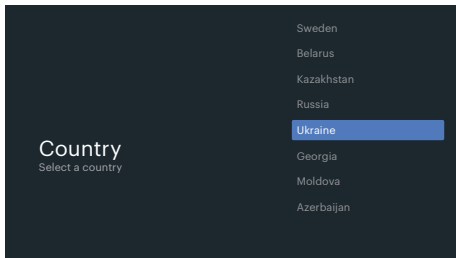 Country
Select a country
Sweden
Belarus
Kazakhstan
Russia
Ukraine
Georgia
Moldova
Azerbaijan